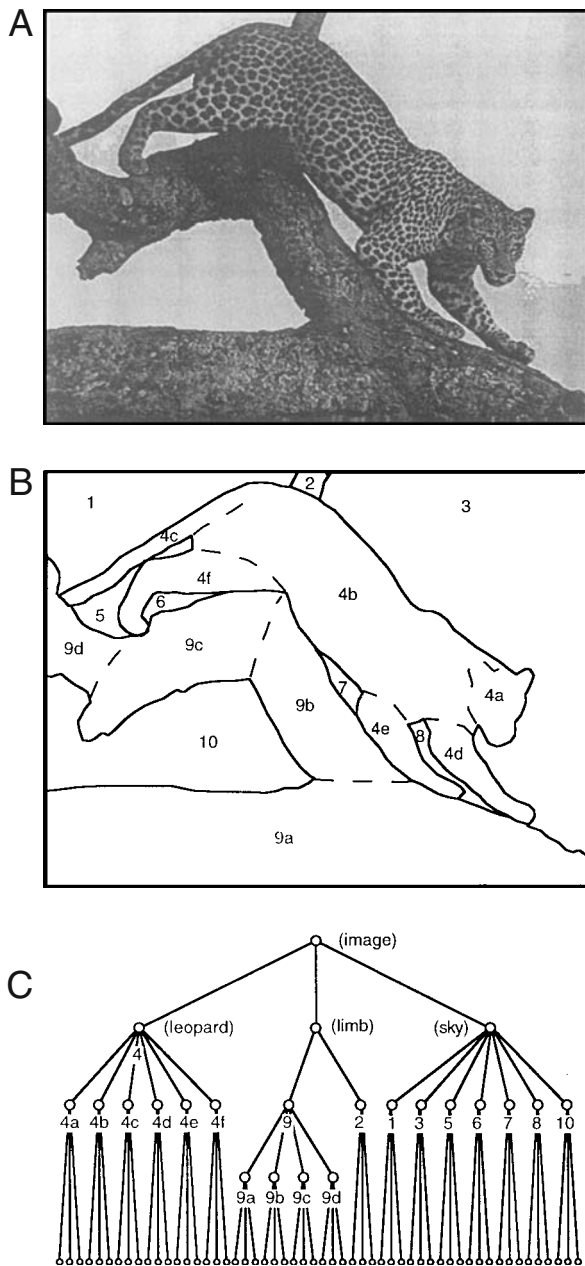 A
B
1
2
3
4c
4f
4b
5
6
9d
9c
7
4a
9b
4e
8
4d
10
9a
C
(image)
(leopard) (limb) (sky)
4
4a 4b 4c 4d 4e 4f 9 2 1 3 5 6 7 8 10
9a 9b 9c 9d